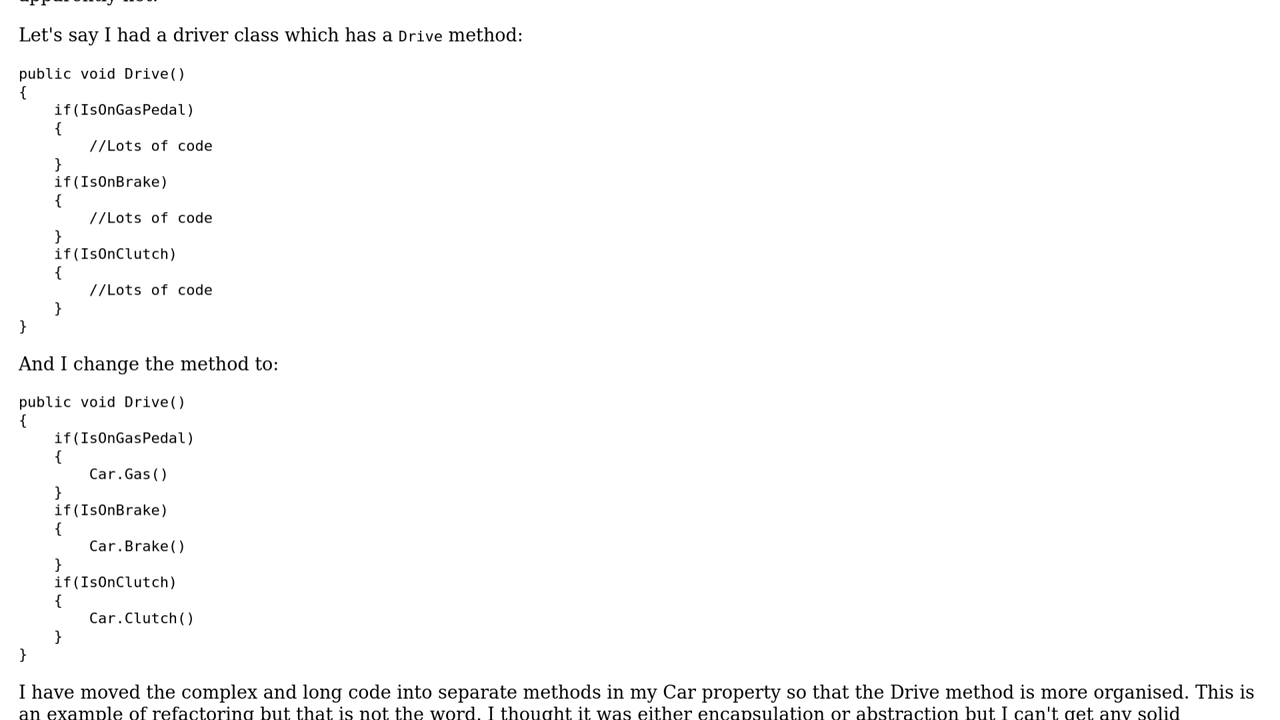 apparently not.
Let's say I had a driver class which has a Drive method:
public void Drive()
{
    if(IsOnGasPedal)
    {
        //Lots of code
    }
    if(IsOnBrake)
    {
        //Lots of code
    }
    if(IsOnClutch)
    {
        //Lots of code
    }
}
And I change the method to:
public void Drive()
{
    if(IsOnGasPedal)
    {
        Car.Gas()
    }
    if(IsOnBrake)
    {
        Car.Brake()
    }
    if(IsOnClutch)
    {
        Car.Clutch()
    }
}
I have moved the complex and long code into separate methods in my Car property so that the Drive method is more organised. This is
an example of refactoring but that is not the word. I thought it was either encapsulation or abstraction but I can't get any solid